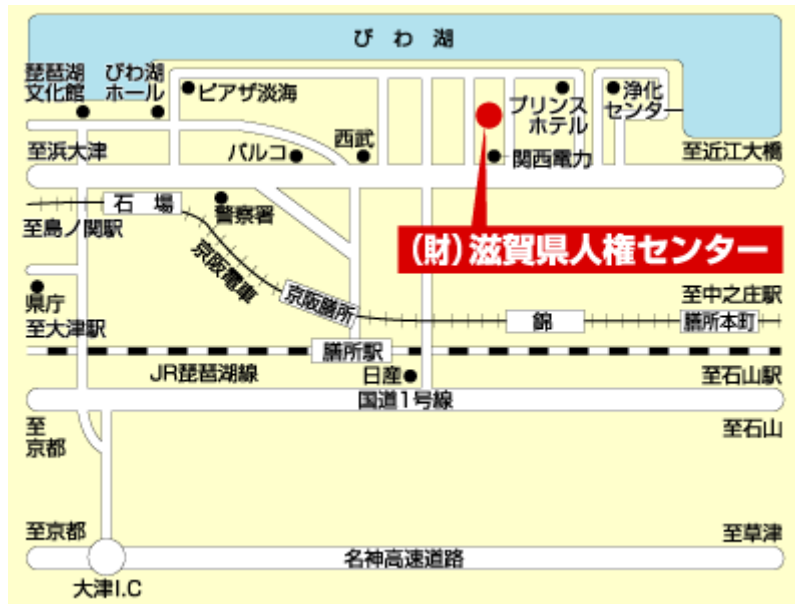 びわ湖
琵琶湖
文化館
びわ湖
ホール
ピアザ淡海
プリンス
ホテル
浄化
センター
至浜大津
パルコ
西武
関西電力
至近江大橋
石場
警察署
至島ノ関駅
(財)滋賀県人権センター
京阪電車
県庁
京阪膳所
至中之庄駅
錦
膳所本町
至大津駅
膳所駅
JR琵琶湖線
日産
至石山駅
国道1号線
至
京都
至石山
至京都
至草津
名神高速道路
大津I.C